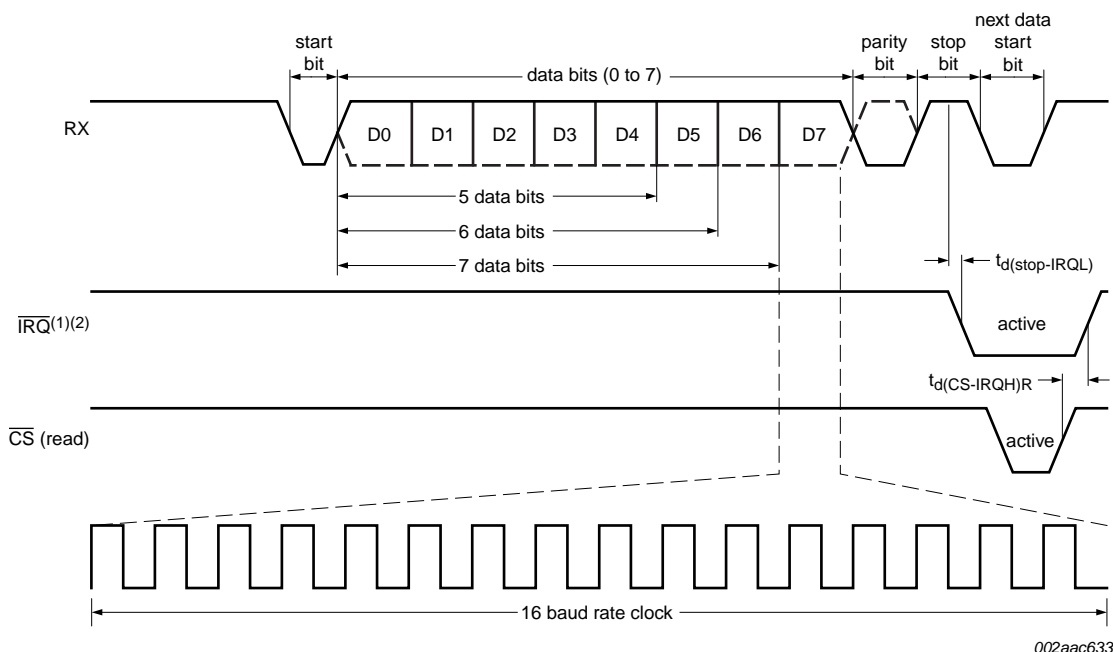 start
bit
data bits (0 to 7)
parity
bit
stop
bit
next data
start
bit
RX
D0 D1 D2 D3 D4 D5 D6 D7
5 data bits
6 data bits
7 data bits
td(stop-IRQL)
IRQ(1)(2)
active
td(CS-IRQH)R
CS (read)
active
16 baud rate clock
002aac633